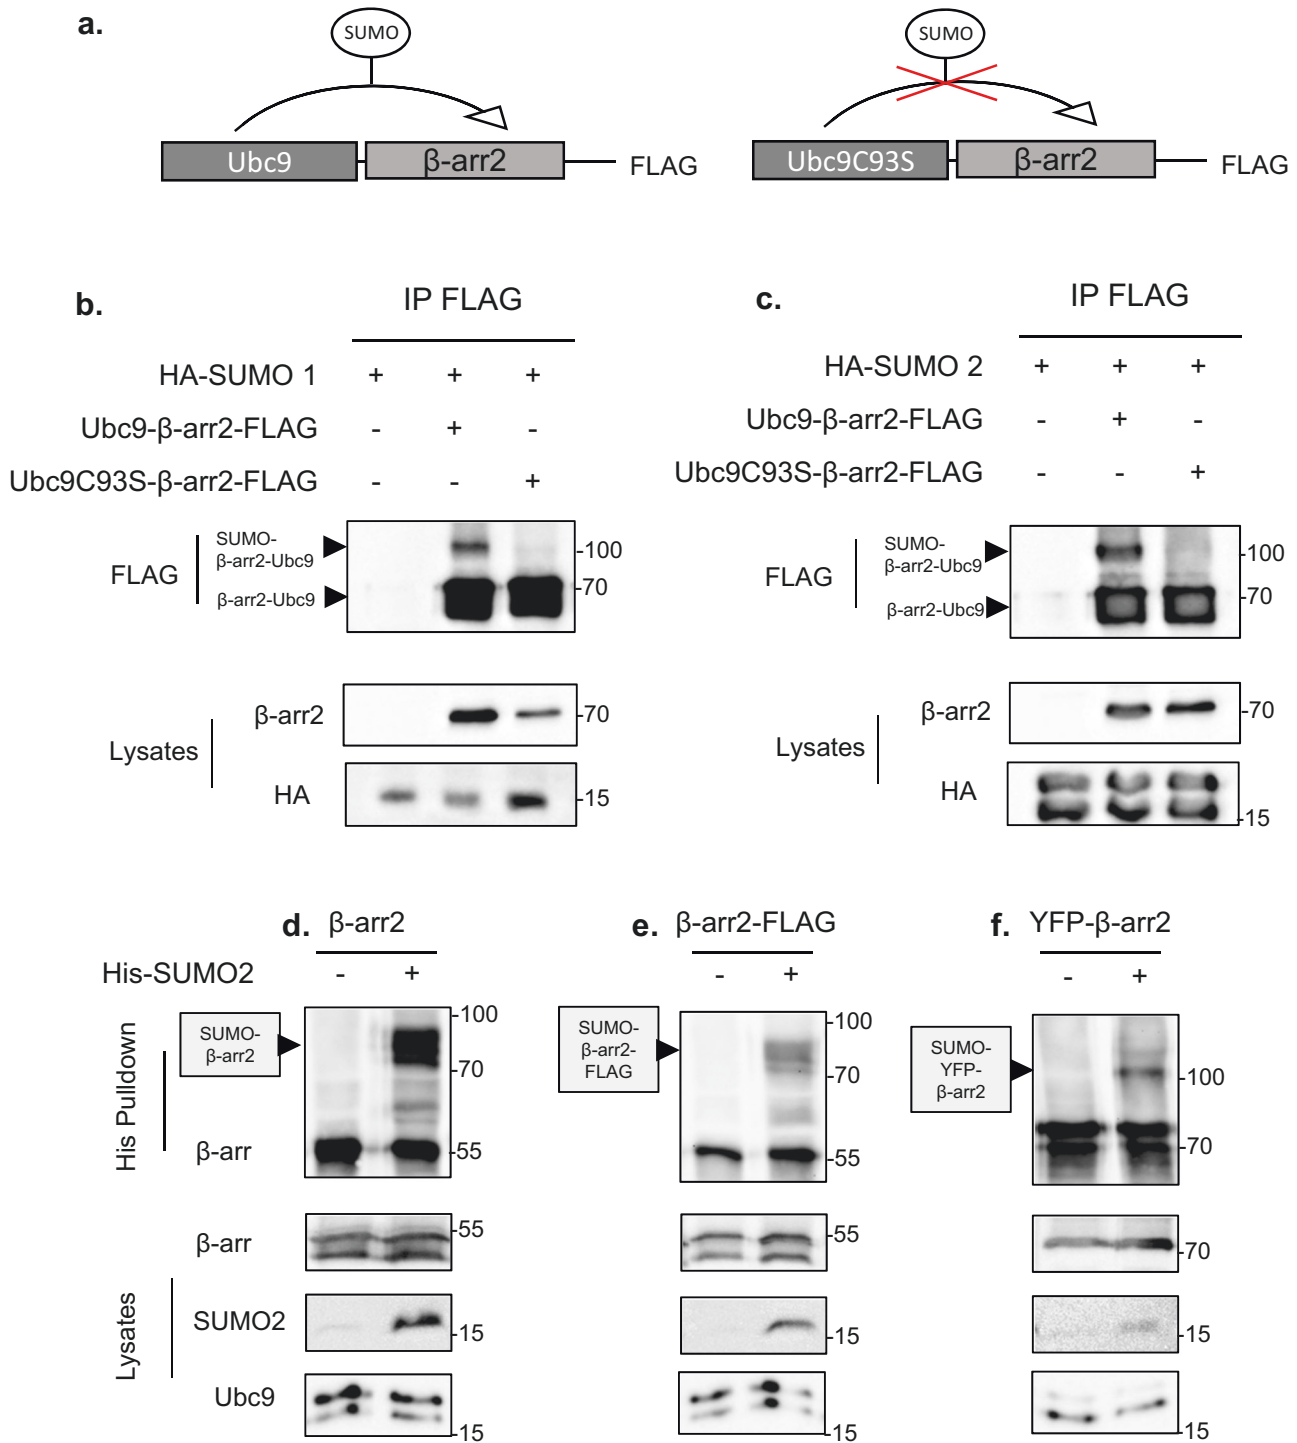 a.
SUMO
SUMO
Ubc9
β-arr2
FLAG
Ubc9C93S
β-arr2
FLAG
b.
IP FLAG
HA-SUMO 1 + + +
Ubc9-β-arr2-FLAG - + -
Ubc9C93S-β-arr2-FLAG - - +
FLAG
SUMO-
β-arr2-Ubc9
β-arr2-Ubc9
-100
-70
Lysates
β-arr2
-70
HA
-15
c.
IP FLAG
HA-SUMO 2 + + +
Ubc9-β-arr2-FLAG - + -
Ubc9C93S-β-arr2-FLAG - - +
FLAG
SUMO-
β-arr2-Ubc9
β-arr2-Ubc9
-100
-70
Lysates
β-arr2
-70
HA
-15
d. β-arr2
His-SUMO2 - +
His Pulldown
SUMO-
β-arr2
-100
-70
β-arr
-55
β-arr
-55
Lysates
SUMO2
-15
Ubc9
-15
e. β-arr2-FLAG
- +
SUMO-
β-arr2-
FLAG
-100
-70
-55
-55
-15
-15
f. YFP-β-arr2
- +
SUMO-
YFP-
β-arr2
-100
-70
-70
-15
-15